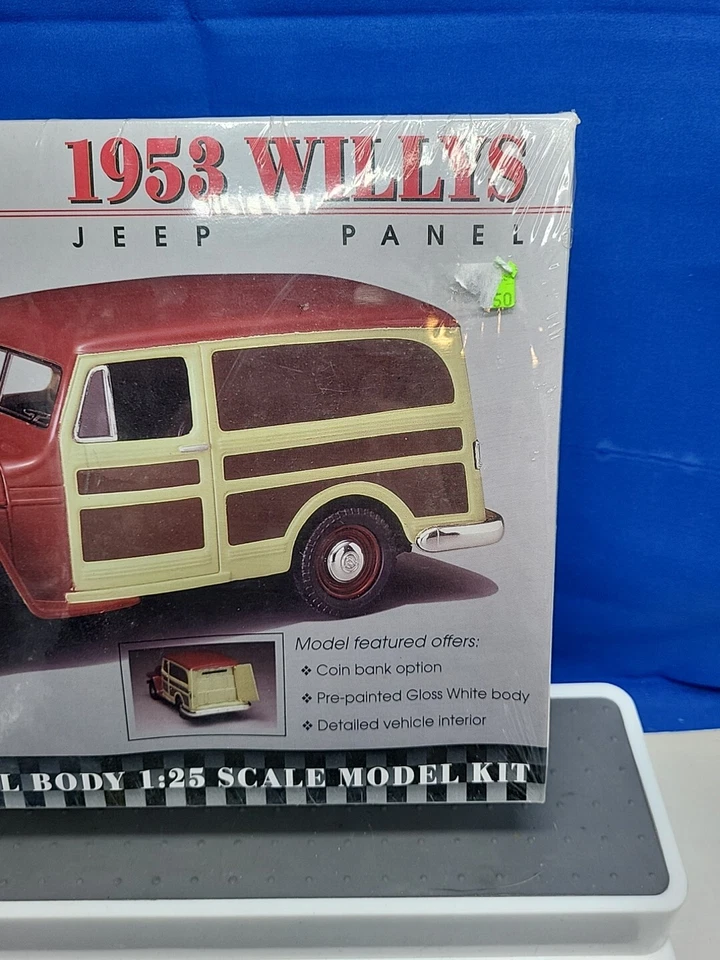 1953 WILLYS
JEEP PANEL
50
Model featured offers:
❖ Coin bank option
❖ Pre-painted Gloss White body
❖ Detailed vehicle interior
L BODY 1:25 SCALE MODEL KIT